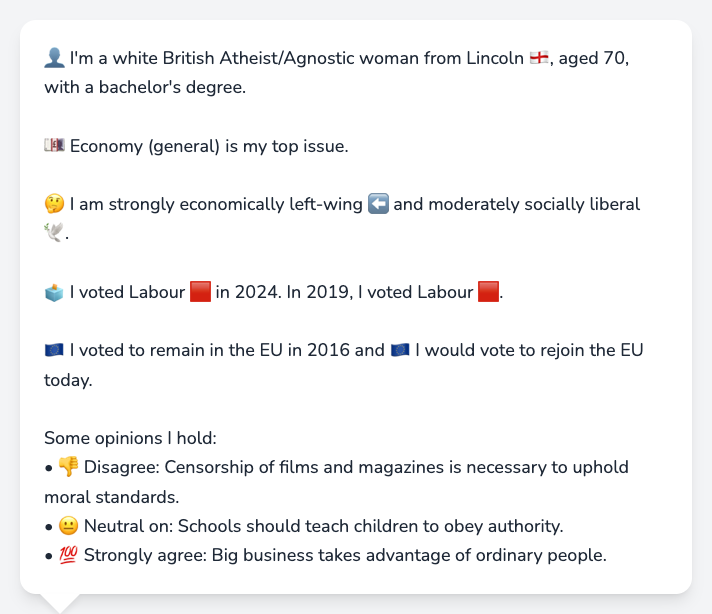 👤 I'm a white British Atheist/Agnostic woman from Lincoln 🏴󠁧󠁢󠁥󠁮󠁧󠁿, aged 70,
with a bachelor's degree.
💷 Economy (general) is my top issue.
🤔 I am strongly economically left-wing ⬅️ and moderately socially liberal
🕊️.
🗳️ I voted Labour 🟥 in 2024. In 2019, I voted Labour 🟥.
🇪🇺 I voted to remain in the EU in 2016 and 🇪🇺 I would vote to rejoin the EU
today.
Some opinions I hold:
• 👎 Disagree: Censorship of films and magazines is necessary to uphold
moral standards.
• 😐 Neutral on: Schools should teach children to obey authority.
• 💯 Strongly agree: Big business takes advantage of ordinary people.